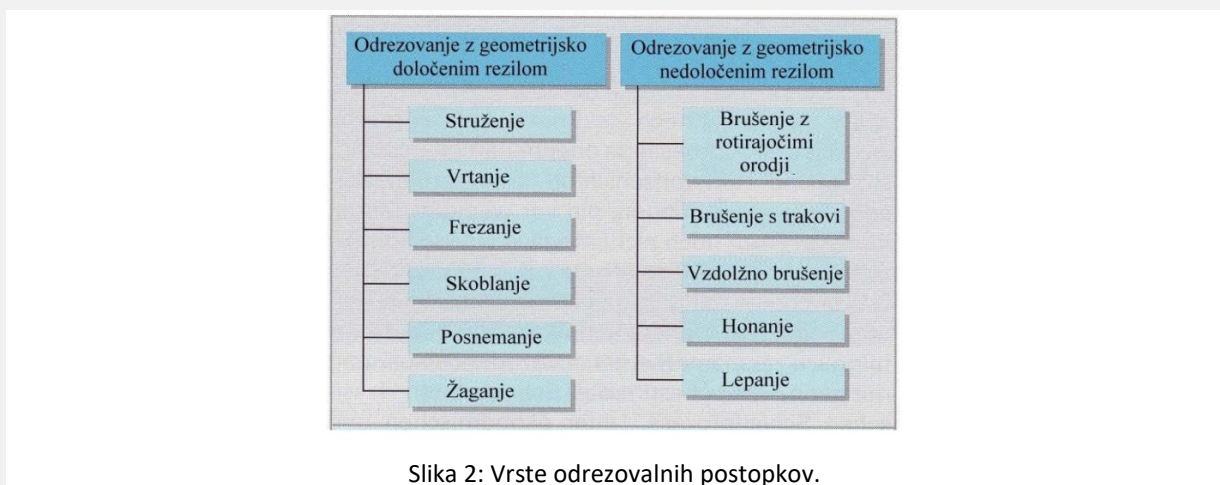 Odrezovanje z geometrijsko
določenim rezilom
Struženje
Vrtanje
Frezanje
Skoblanje
Posnemanje
Žaganje
Odrezovanje z geometrijsko
nedoločenim rezilom
Brušenje z
rotirajočimi
orodji
Brušenje s trakovi
Vzdolžno brušenje
Honanje
Lepanje
Slika 2: Vrste odrezovalnih postopkov.